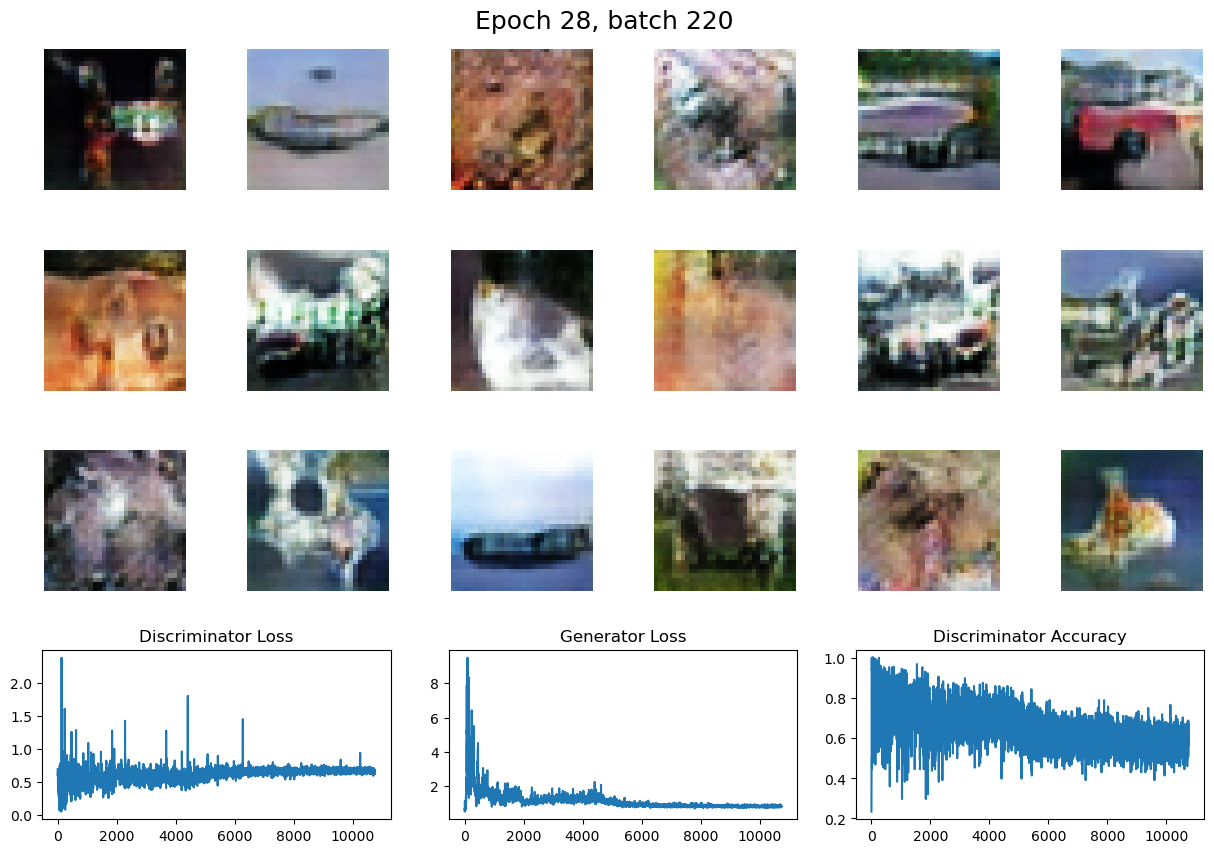 Epoch 28, batch 220
Discriminator Loss
Generator Loss
Discriminator Accuracy
2.0
1.5
1.0
0.5
0.0
0 2000 4000 6000 8000 10000
8
6
4
2
0 2000 4000 6000 8000 10000
1.0
0.8
0.6
0.4
0.2
0 2000 4000 6000 8000 10000